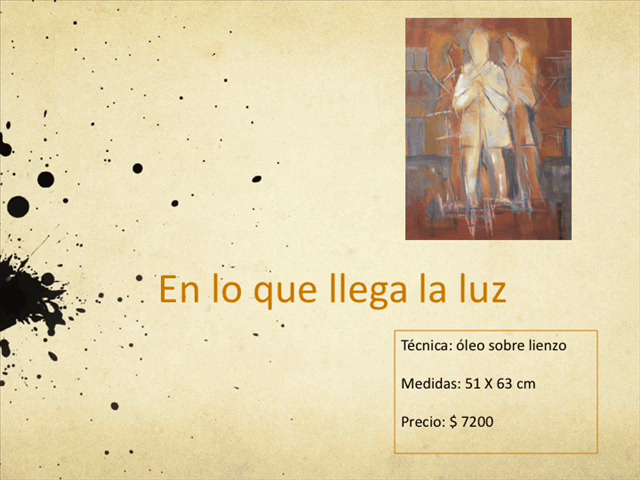 En lo que llega la luz
Técnica: óleo sobre lienzo
Medidas: 51 X 63 cm
Precio: $ 7200